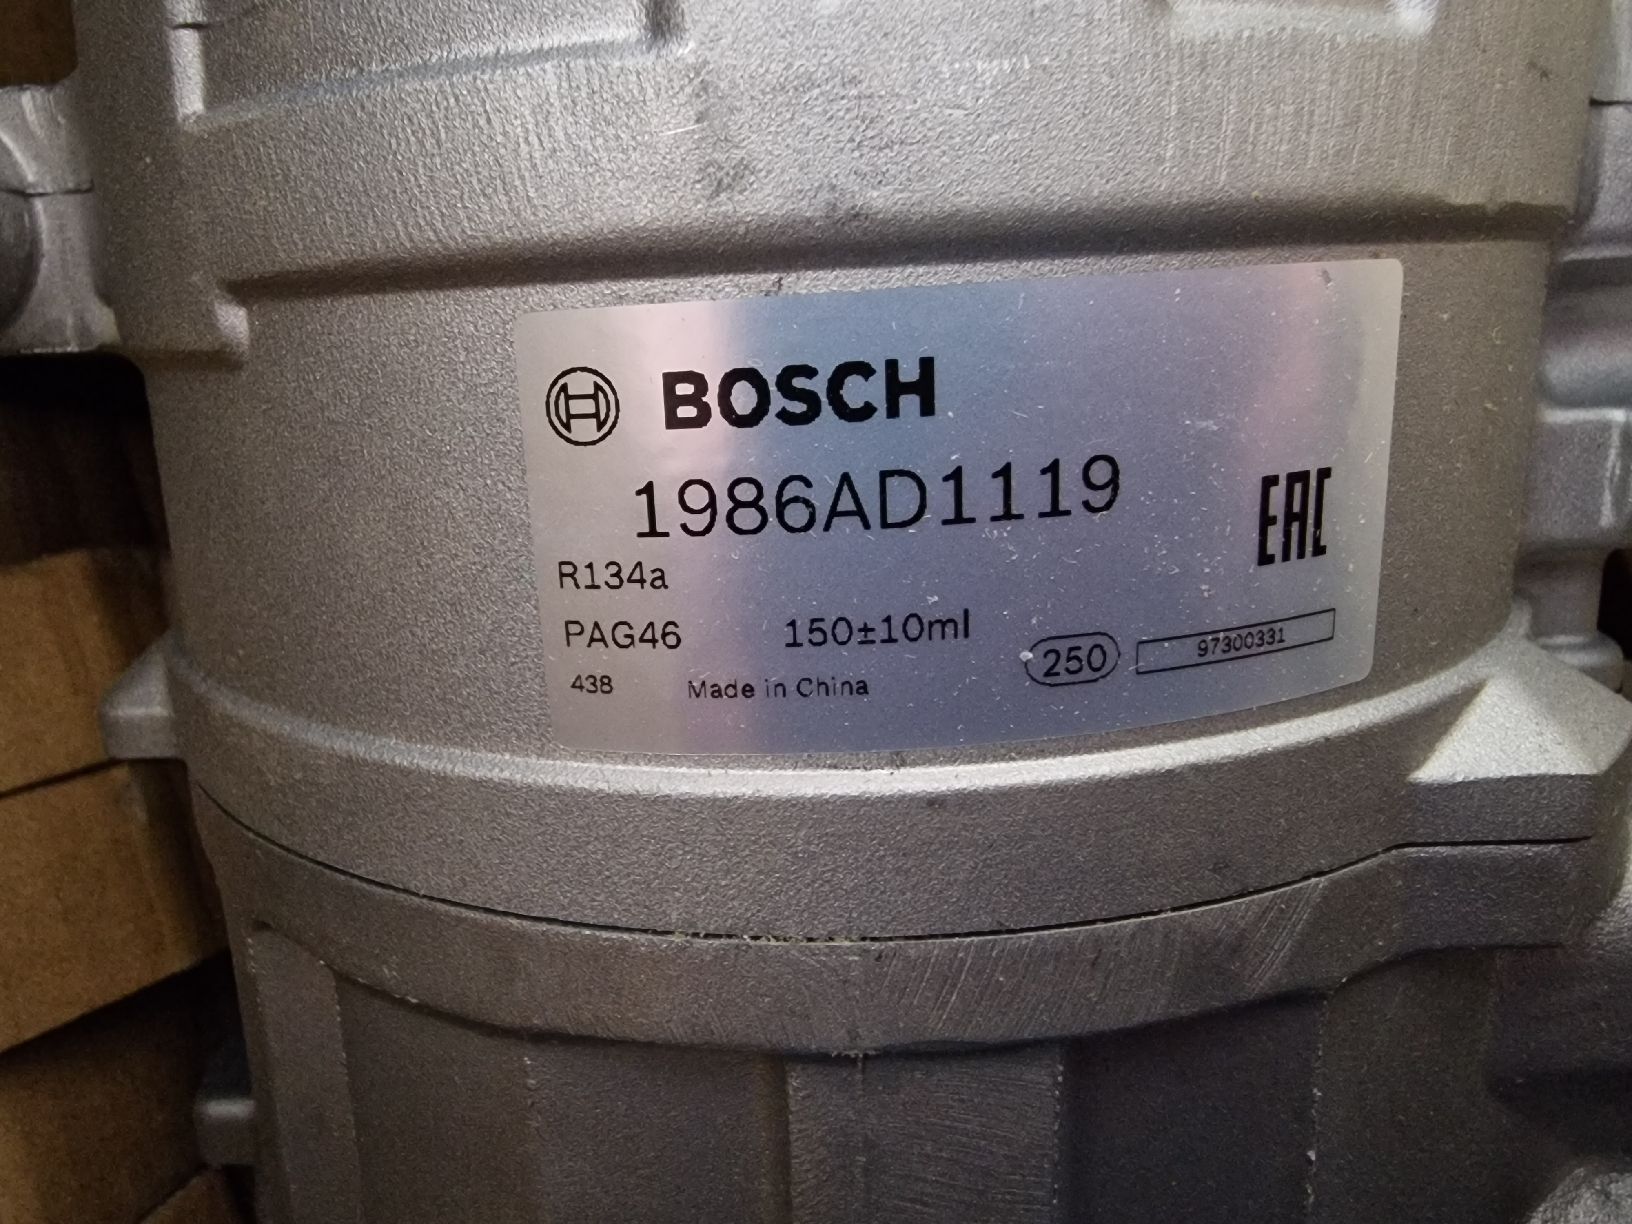 BOSCH
1986AD1119
EAC
R134a
PAG46 150±10ml
250 97300331
438 Made in China